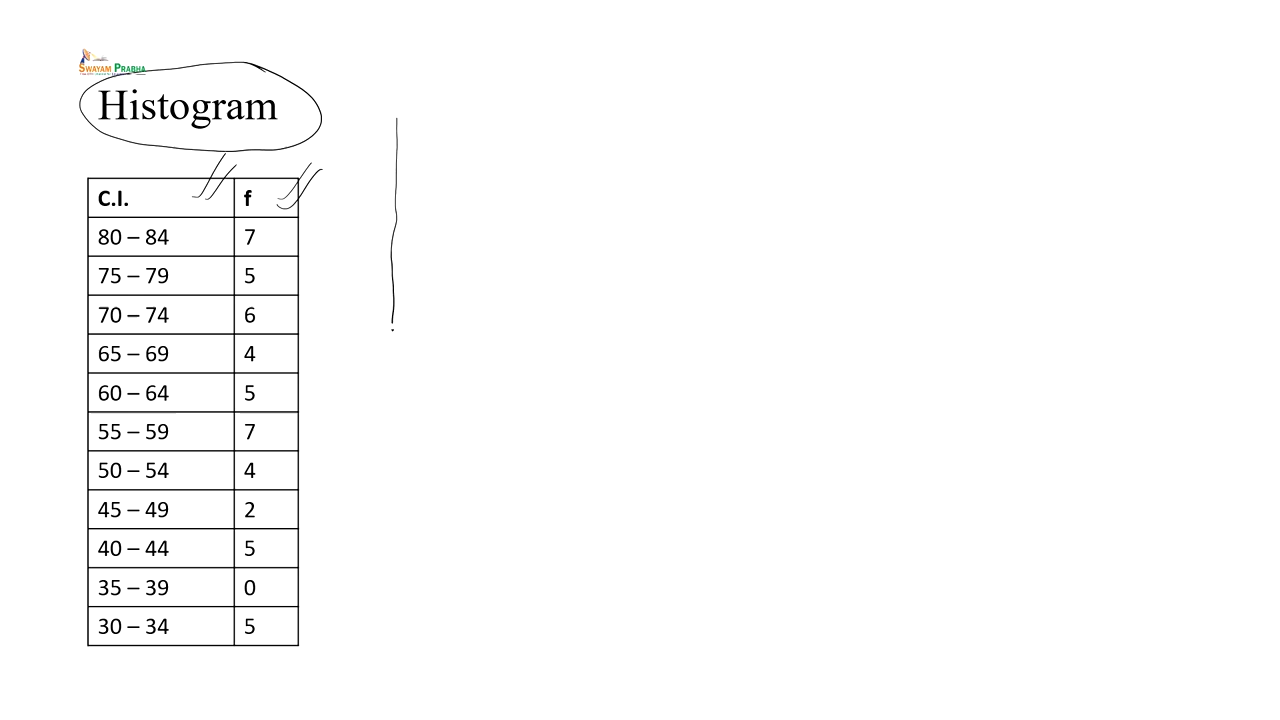 SWAYAM PRABHA
Histogram
C.I. f
80 – 84 7
75 – 79 5
70 – 74 6
65 – 69 4
60 – 64 5
55 – 59 7
50 – 54 4
45 – 49 2
40 – 44 5
35 – 39 0
30 – 34 5